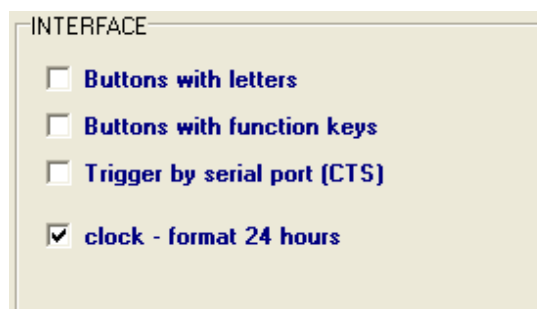 INTERFACE
Buttons with letters
Buttons with function keys
Trigger by serial port (CTS)
clock - format 24 hours